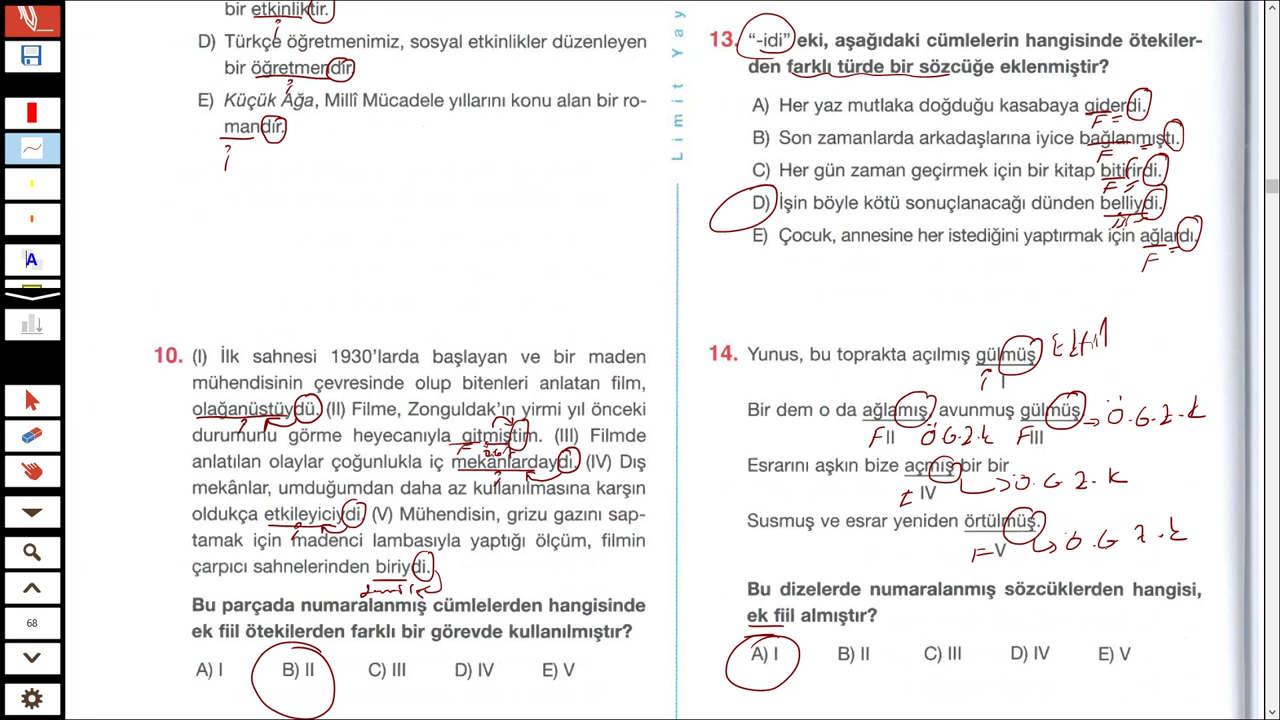 bir etkinliktir.
D) Türkçe öğretmenimiz, sosyal etkinlikler düzenleyen
bir öğretmendir
E) Küçük Ağa, Millî Mücadele yıllarını konu alan bir ro-
mandır.
10. (I) İlk sahnesi 1930’larda başlayan ve bir maden
mühendisinin çevresinde olup bitenleri anlatan film,
olağanüstüydü. (II) Filme, Zonguldak’ın yirmi yıl önceki
durumunu görme heyecanıyla gitmiştim. (III) Filmde
anlatılan olaylar çoğunlukla iç mekânlardaydı. (IV) Dış
mekânlar, umduğumdan daha az kullanılmasına karşın
oldukça etkileyiciydi. (V) Mühendisin, grizu gazını sap-
tamak için madenci lambasıyla yaptığı ölçüm, filmin
çarpıcı sahnelerinden biriydi.
Bu parçada numaralanmış cümlelerden hangisinde
ek fiil ötekilerden farklı bir görevde kullanılmıştır?
A) I B) II C) III D) IV E) V
Limit Yay
13. “-idi” eki, aşağıdaki cümlelerin hangisinde ötekiler-
den farklı türde bir sözcüğe eklenmiştir?
A) Her yaz mutlaka doğduğu kasabaya giderdi.
F
B) Son zamanlarda arkadaşlarına iyice bağlanmıştı.
F
C) Her gün zaman geçirmek için bir kitap bitirirdi.
F
D) İşin böyle kötü sonuçlanacağı dünden belliydi.
E) Çocuk, annesine her istediğini yaptırmak için ağlardı.
F
14. Yunus, bu toprakta açılmış gülmüş Ekfiil
I
Bir dem o da ağlamış, avunmuş gülmüş Ö.G.Z.K
F II Ö.G.Z.K F III
Esrarını aşkın bize açmış bir bir Ö.G.Z.K
IV
Susmuş ve esrar yeniden örtülmüş. Ö.G.Z.K
F V
Bu dizelerde numaralanmış sözcüklerden hangisi,
ek fiil almıştır?
A) I B) II C) III D) IV E) V
A
68